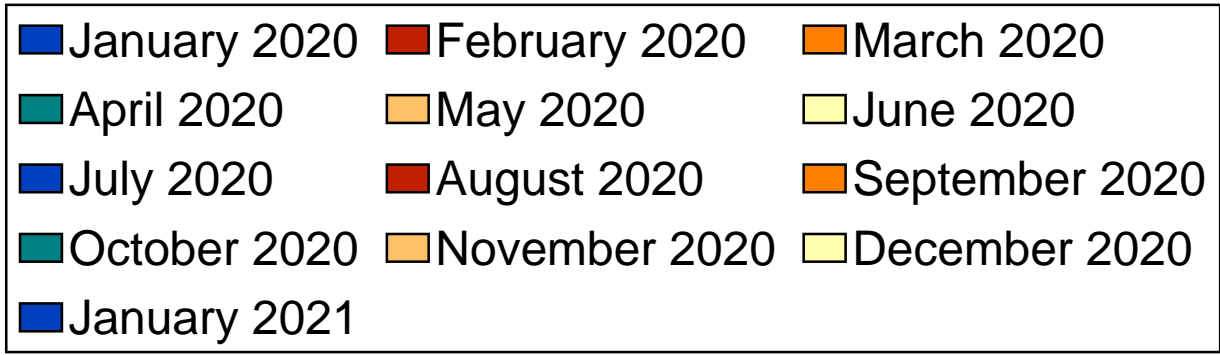 January 2020 February 2020 March 2020
April 2020 May 2020 June 2020
July 2020 August 2020 September 2020
October 2020 November 2020 December 2020
January 2021